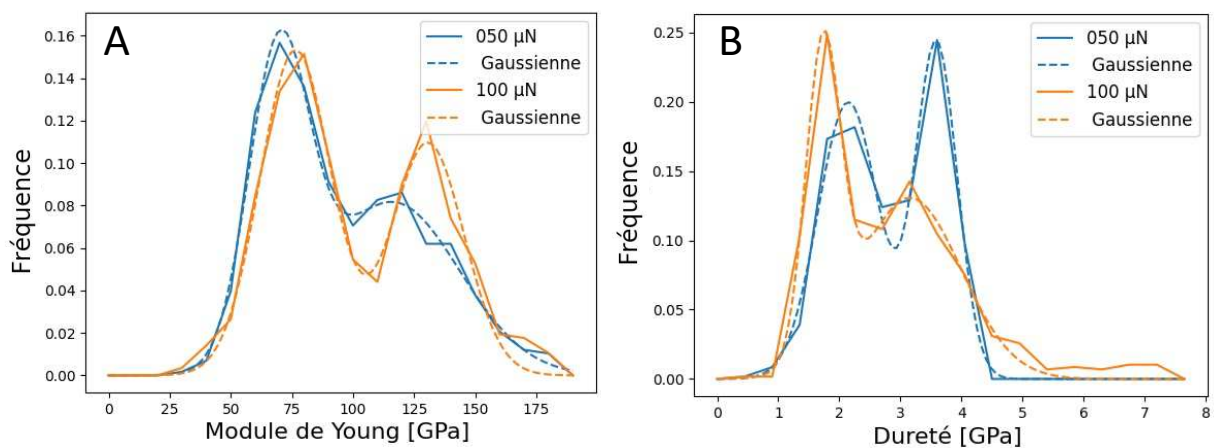 A
050 µN
Gaussienne
100 µN
Gaussienne
Fréquence
0.16
0.14
0.12
0.10
0.08
0.06
0.04
0.02
0.00
0 25 50 75 100 125 150 175
Module de Young [GPa]
B
050 µN
Gaussienne
100 µN
Gaussienne
Fréquence
0.25
0.20
0.15
0.10
0.05
0.00
0 1 2 3 4 5 6 7 8
Dureté [GPa]